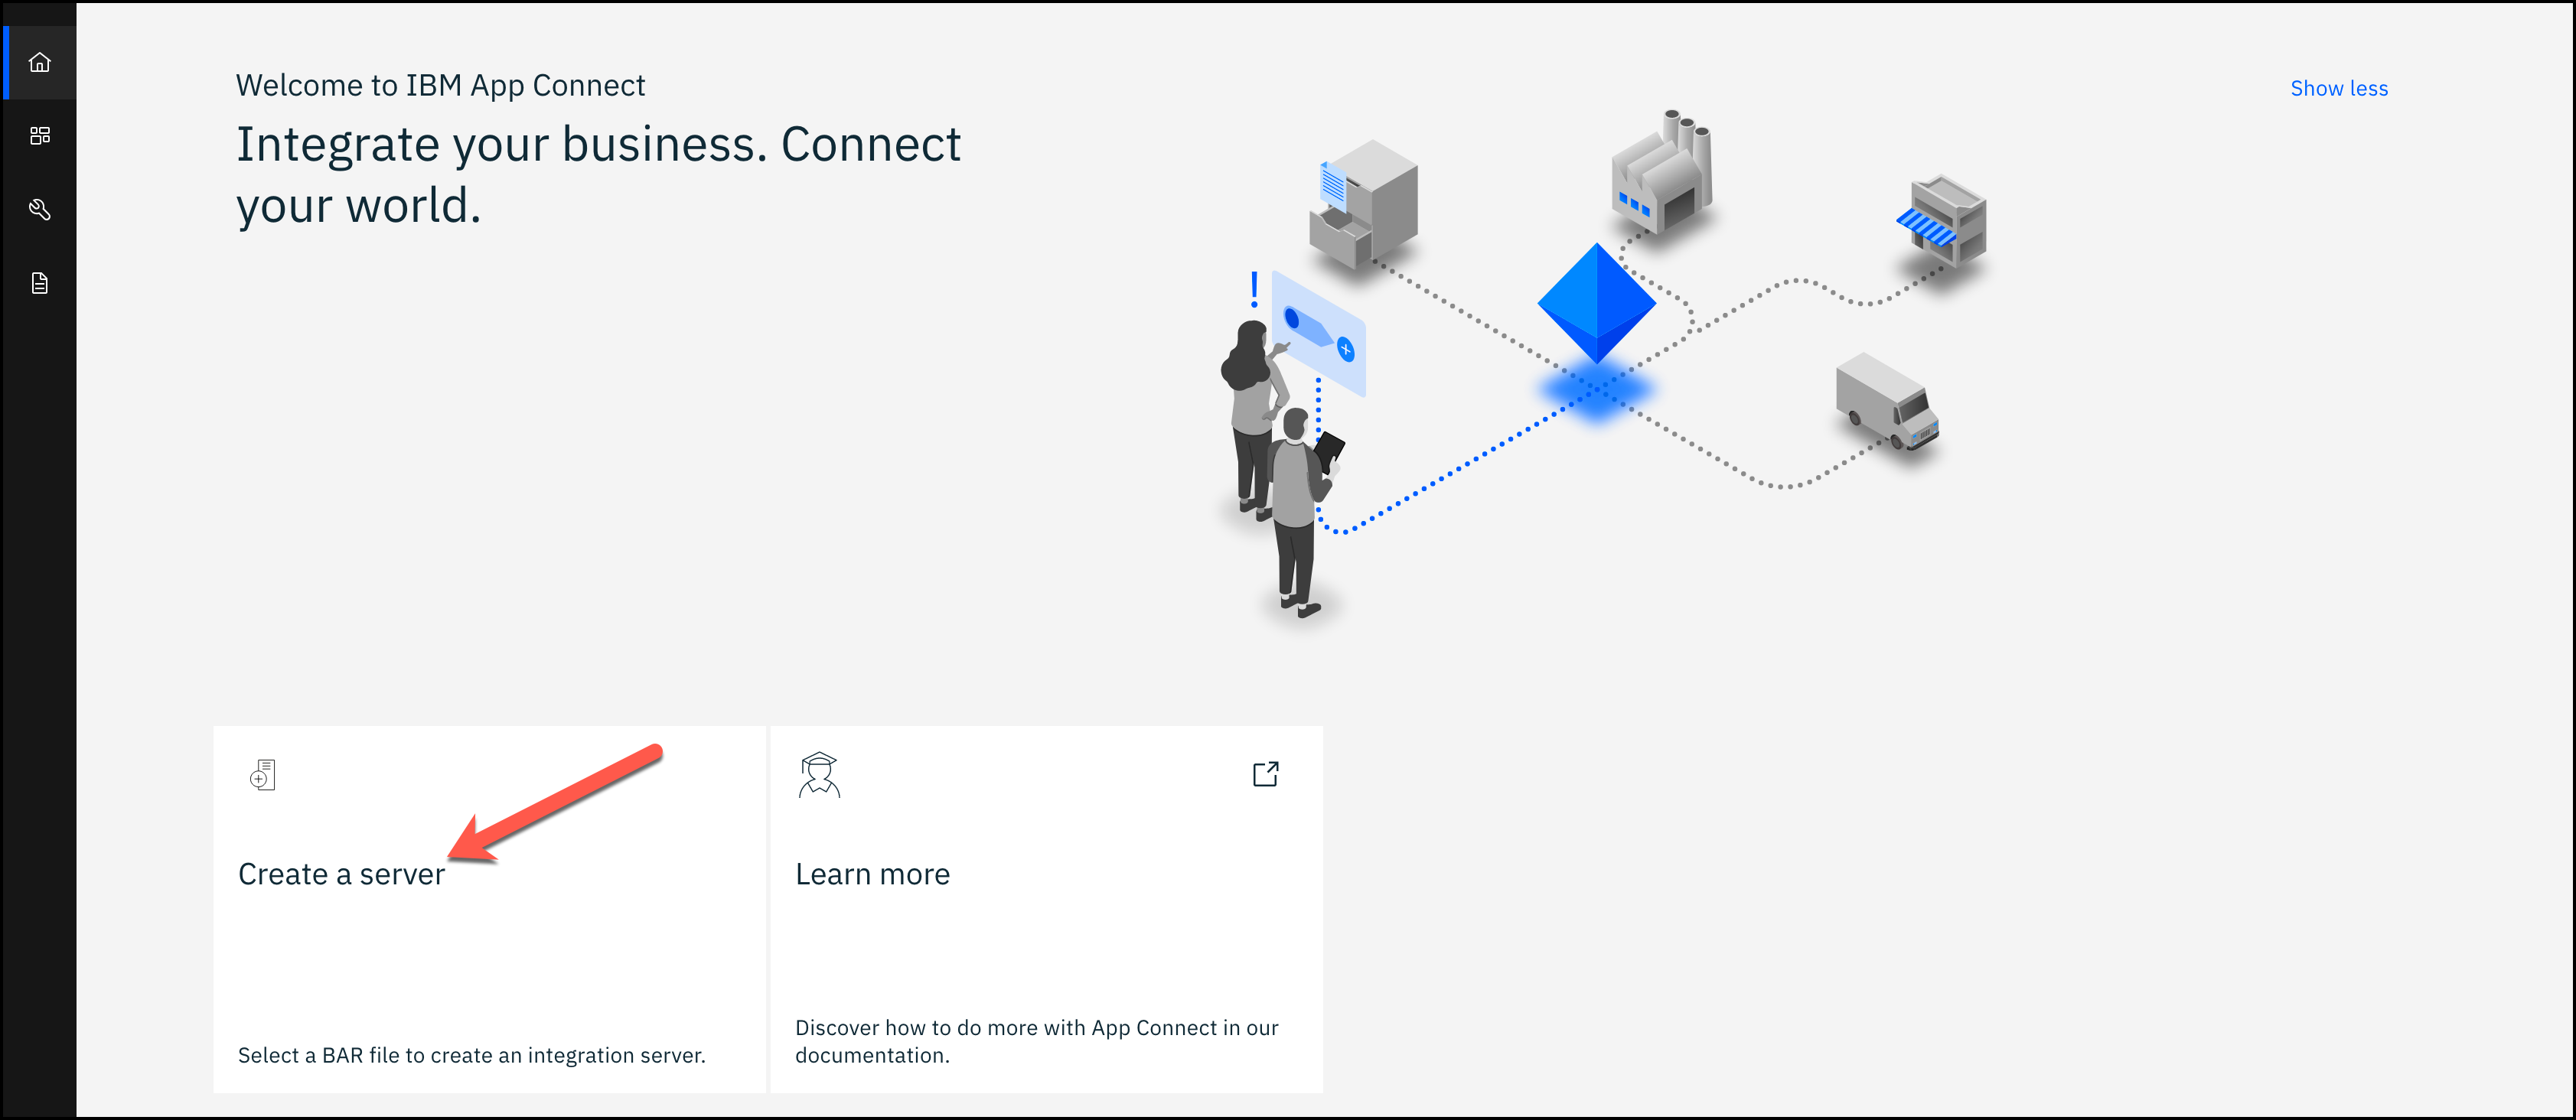 Welcome to IBM App Connect
Show less
Integrate your business. Connect
your world.
!
Create a server
Select a BAR file to create an integration server.
Learn more
Discover how to do more with App Connect in our
documentation.